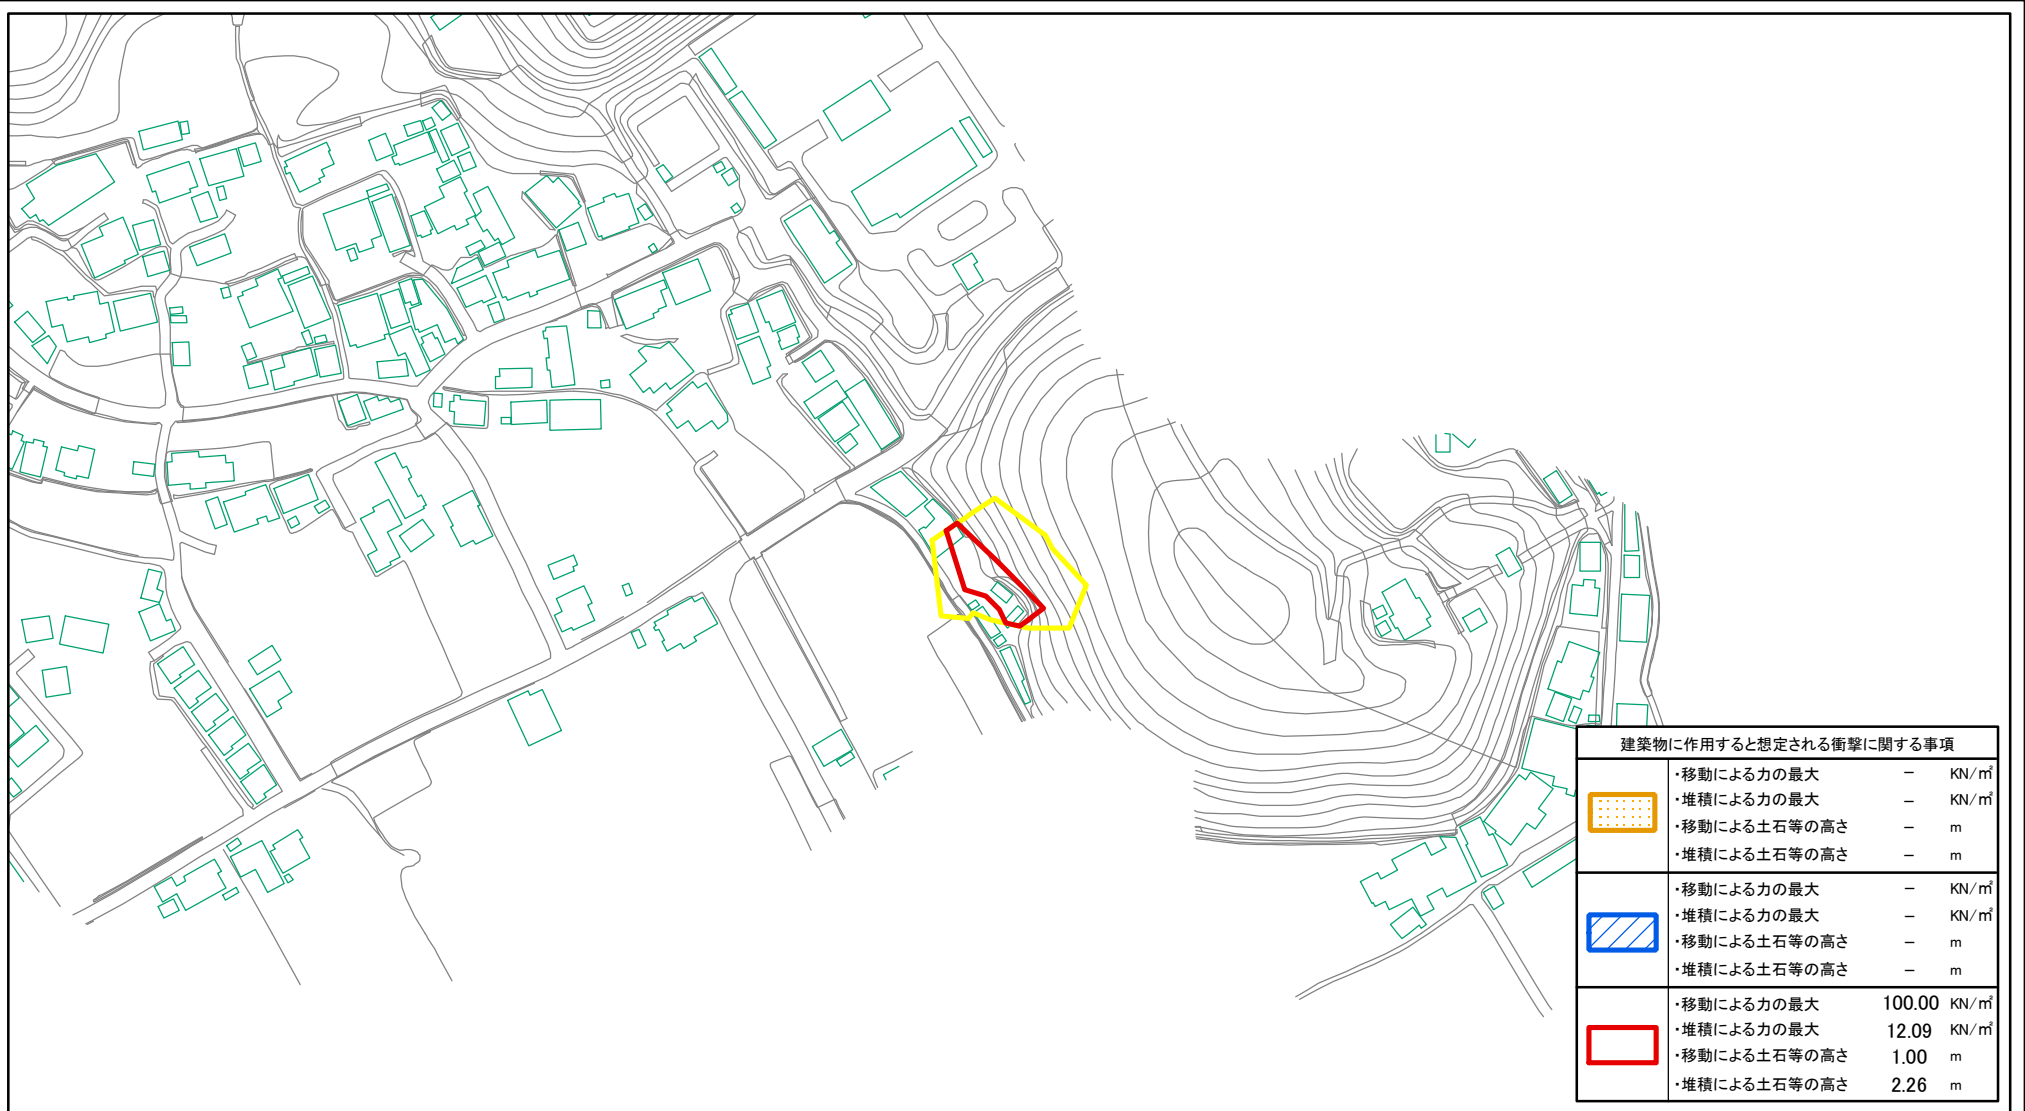 建築物に作用すると想定される衝撃に関する事項
・移動による力の最大 － KN/㎡
・堆積による力の最大 － KN/㎡
・移動による土石等の高さ － m
・堆積による土石等の高さ － m
・移動による力の最大 － KN/㎡
・堆積による力の最大 － KN/㎡
・移動による土石等の高さ － m
・堆積による土石等の高さ － m
・移動による力の最大 100.00 KN/㎡
・堆積による力の最大 12.09 KN/㎡
・移動による土石等の高さ 1.00 m
・堆積による土石等の高さ 2.26 m